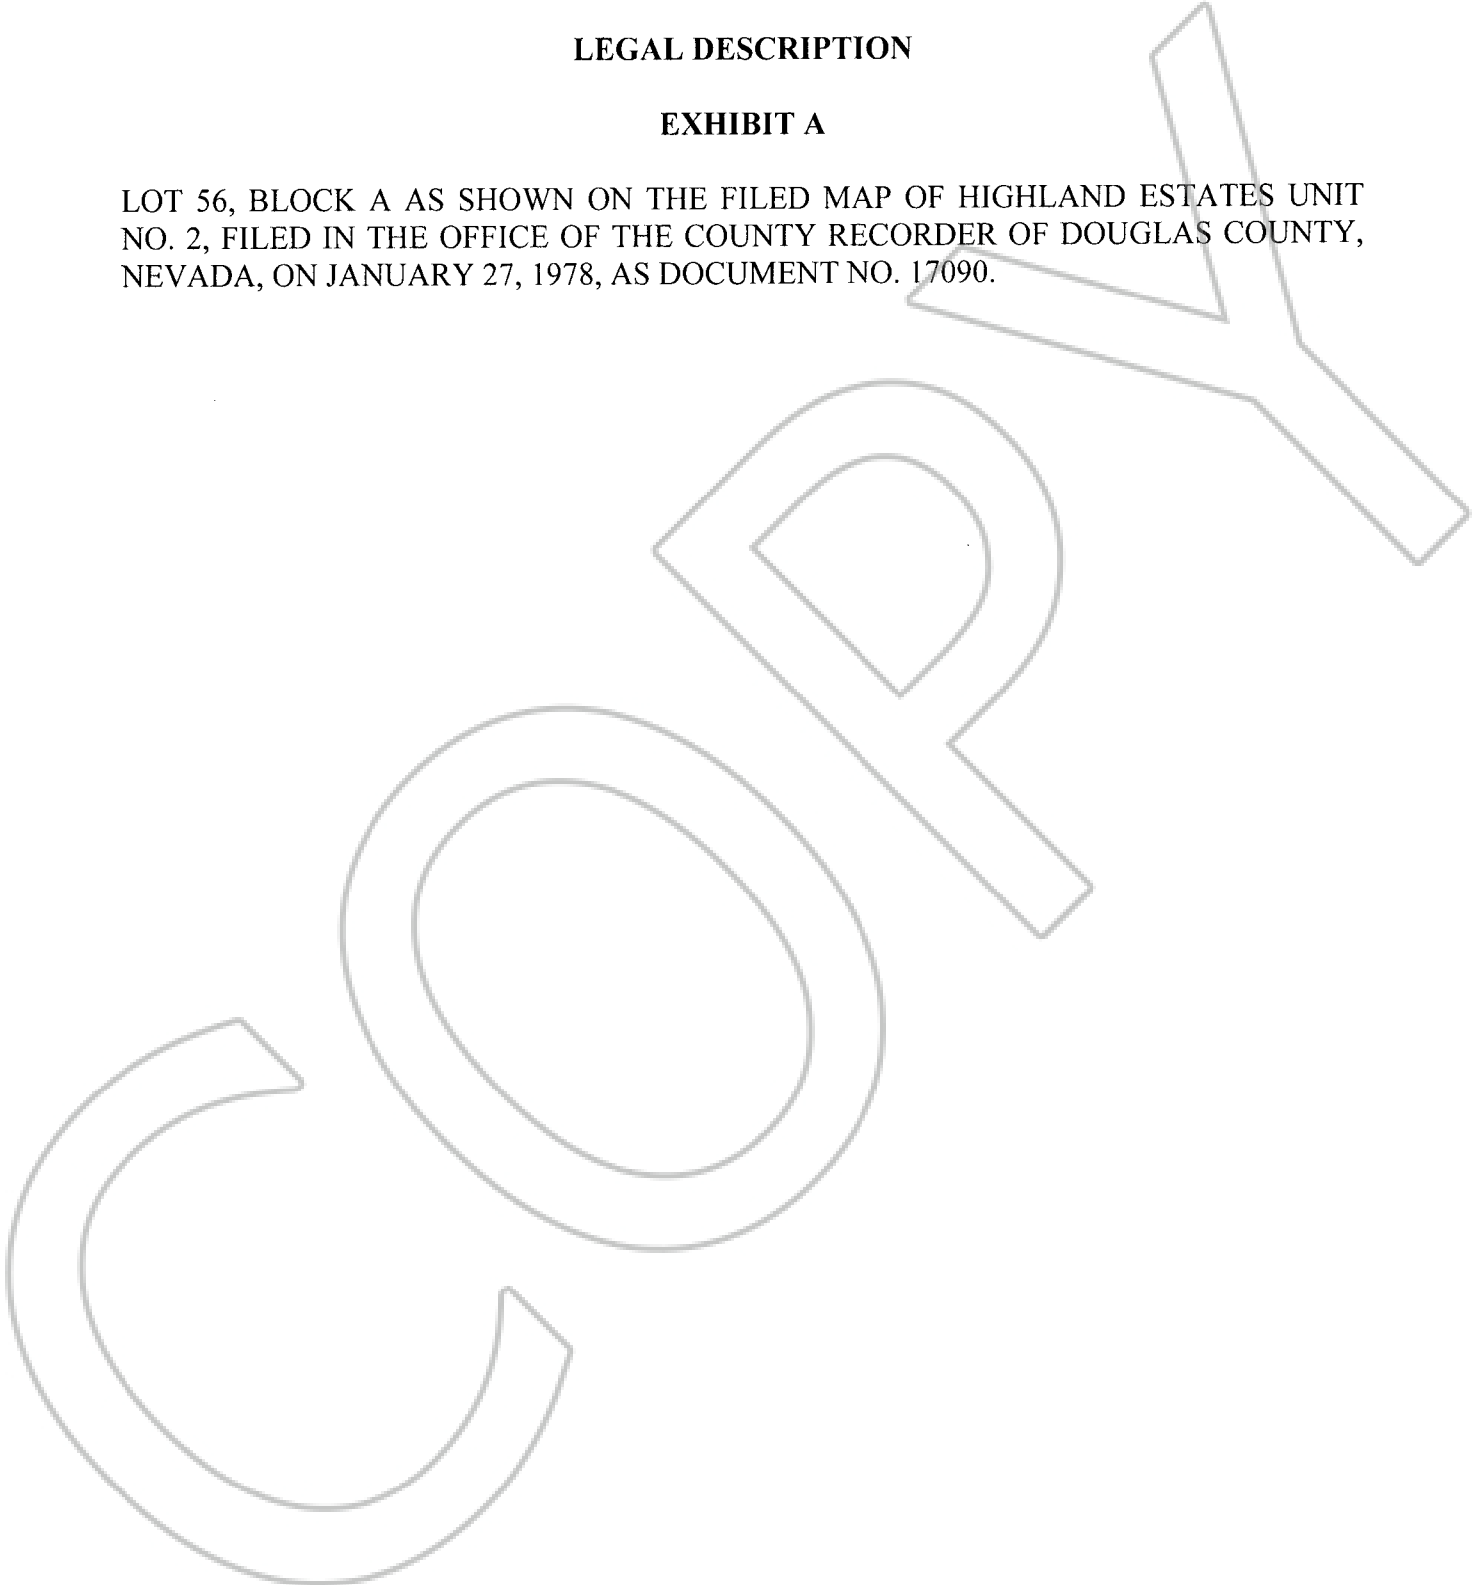 LEGAL DESCRIPTION
EXHIBIT A
LOT 56, BLOCK A AS SHOWN ON THE FILED MAP OF HIGHLAND ESTATES UNIT
NO. 2, FILED IN THE OFFICE OF THE COUNTY RECORDER OF DOUGLAS COUNTY,
NEVADA, ON JANUARY 27, 1978, AS DOCUMENT NO. 17090.
COPY